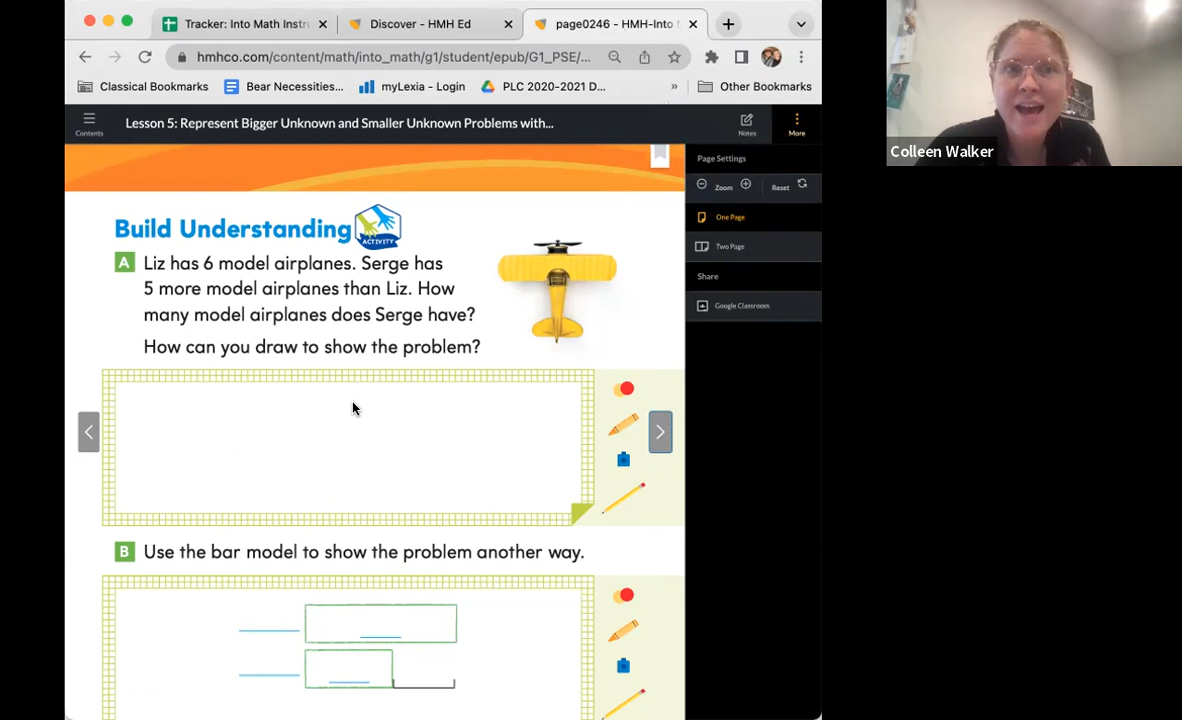 Tracker: Into Math Instr
Discover - HMH Ed
page0246 - HMH-Into
hmhco.com/content/math/into_math/g1/student/epub/G1_PSE/...
Classical Bookmarks
Bear Necessities...
myLexia - Login
PLC 2020-2021 D...
»
Other Bookmarks
Contents
Lesson 5: Represent Bigger Unknown and Smaller Unknown Problems with...
Notes
More
Page Settings
Zoom
Reset
One Page
Two Page
Share
Google Classroom
Build Understanding
ACTIVITY
A Liz has 6 model airplanes. Serge has
5 more model airplanes than Liz. How
many model airplanes does Serge have?
How can you draw to show the problem?
B Use the bar model to show the problem another way.
Colleen Walker